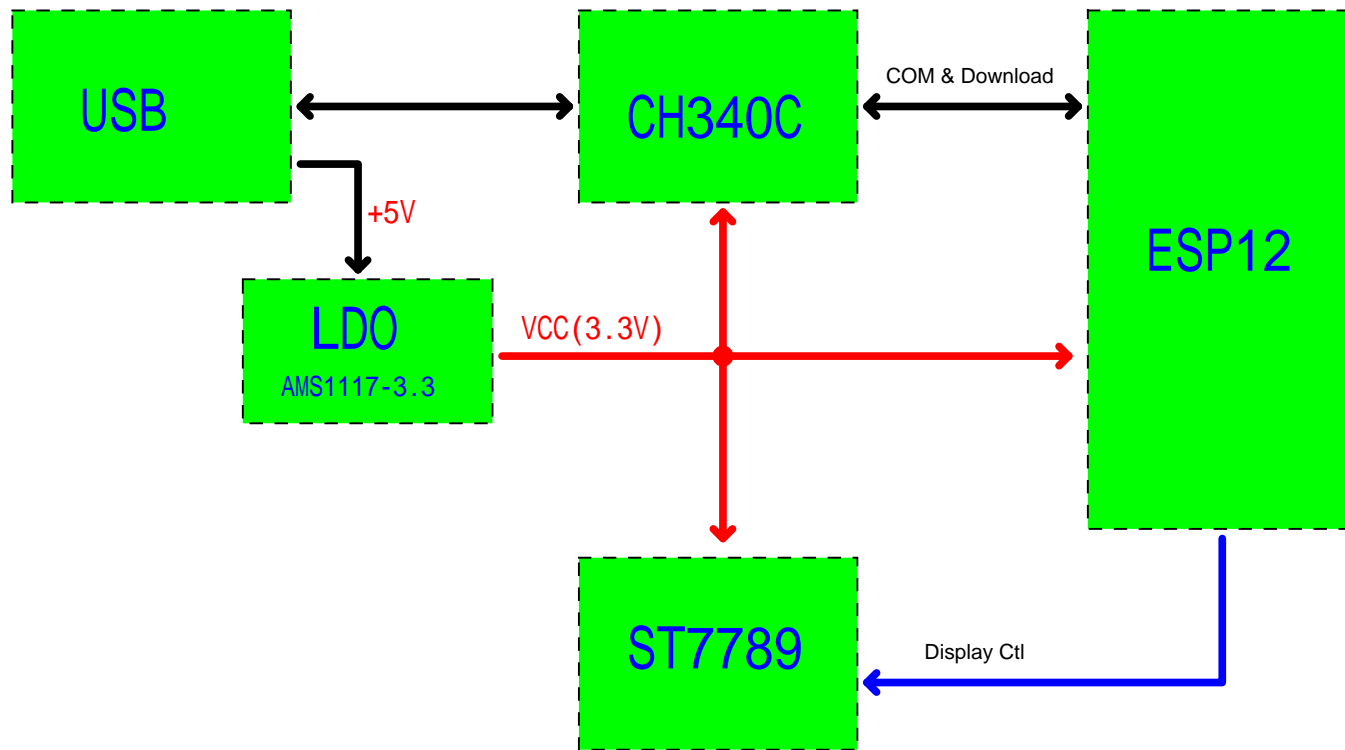 USB
CH340C
COM & Download
ESP12
+5V
LDO
AMS1117-3.3
VCC(3.3V)
ST7789
Display Ctl